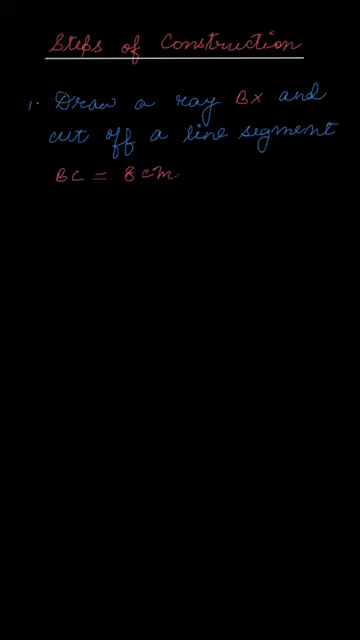 Steps of Construction
1. Draw a ray BX and
cut off a line segment
BC = 8 cm.